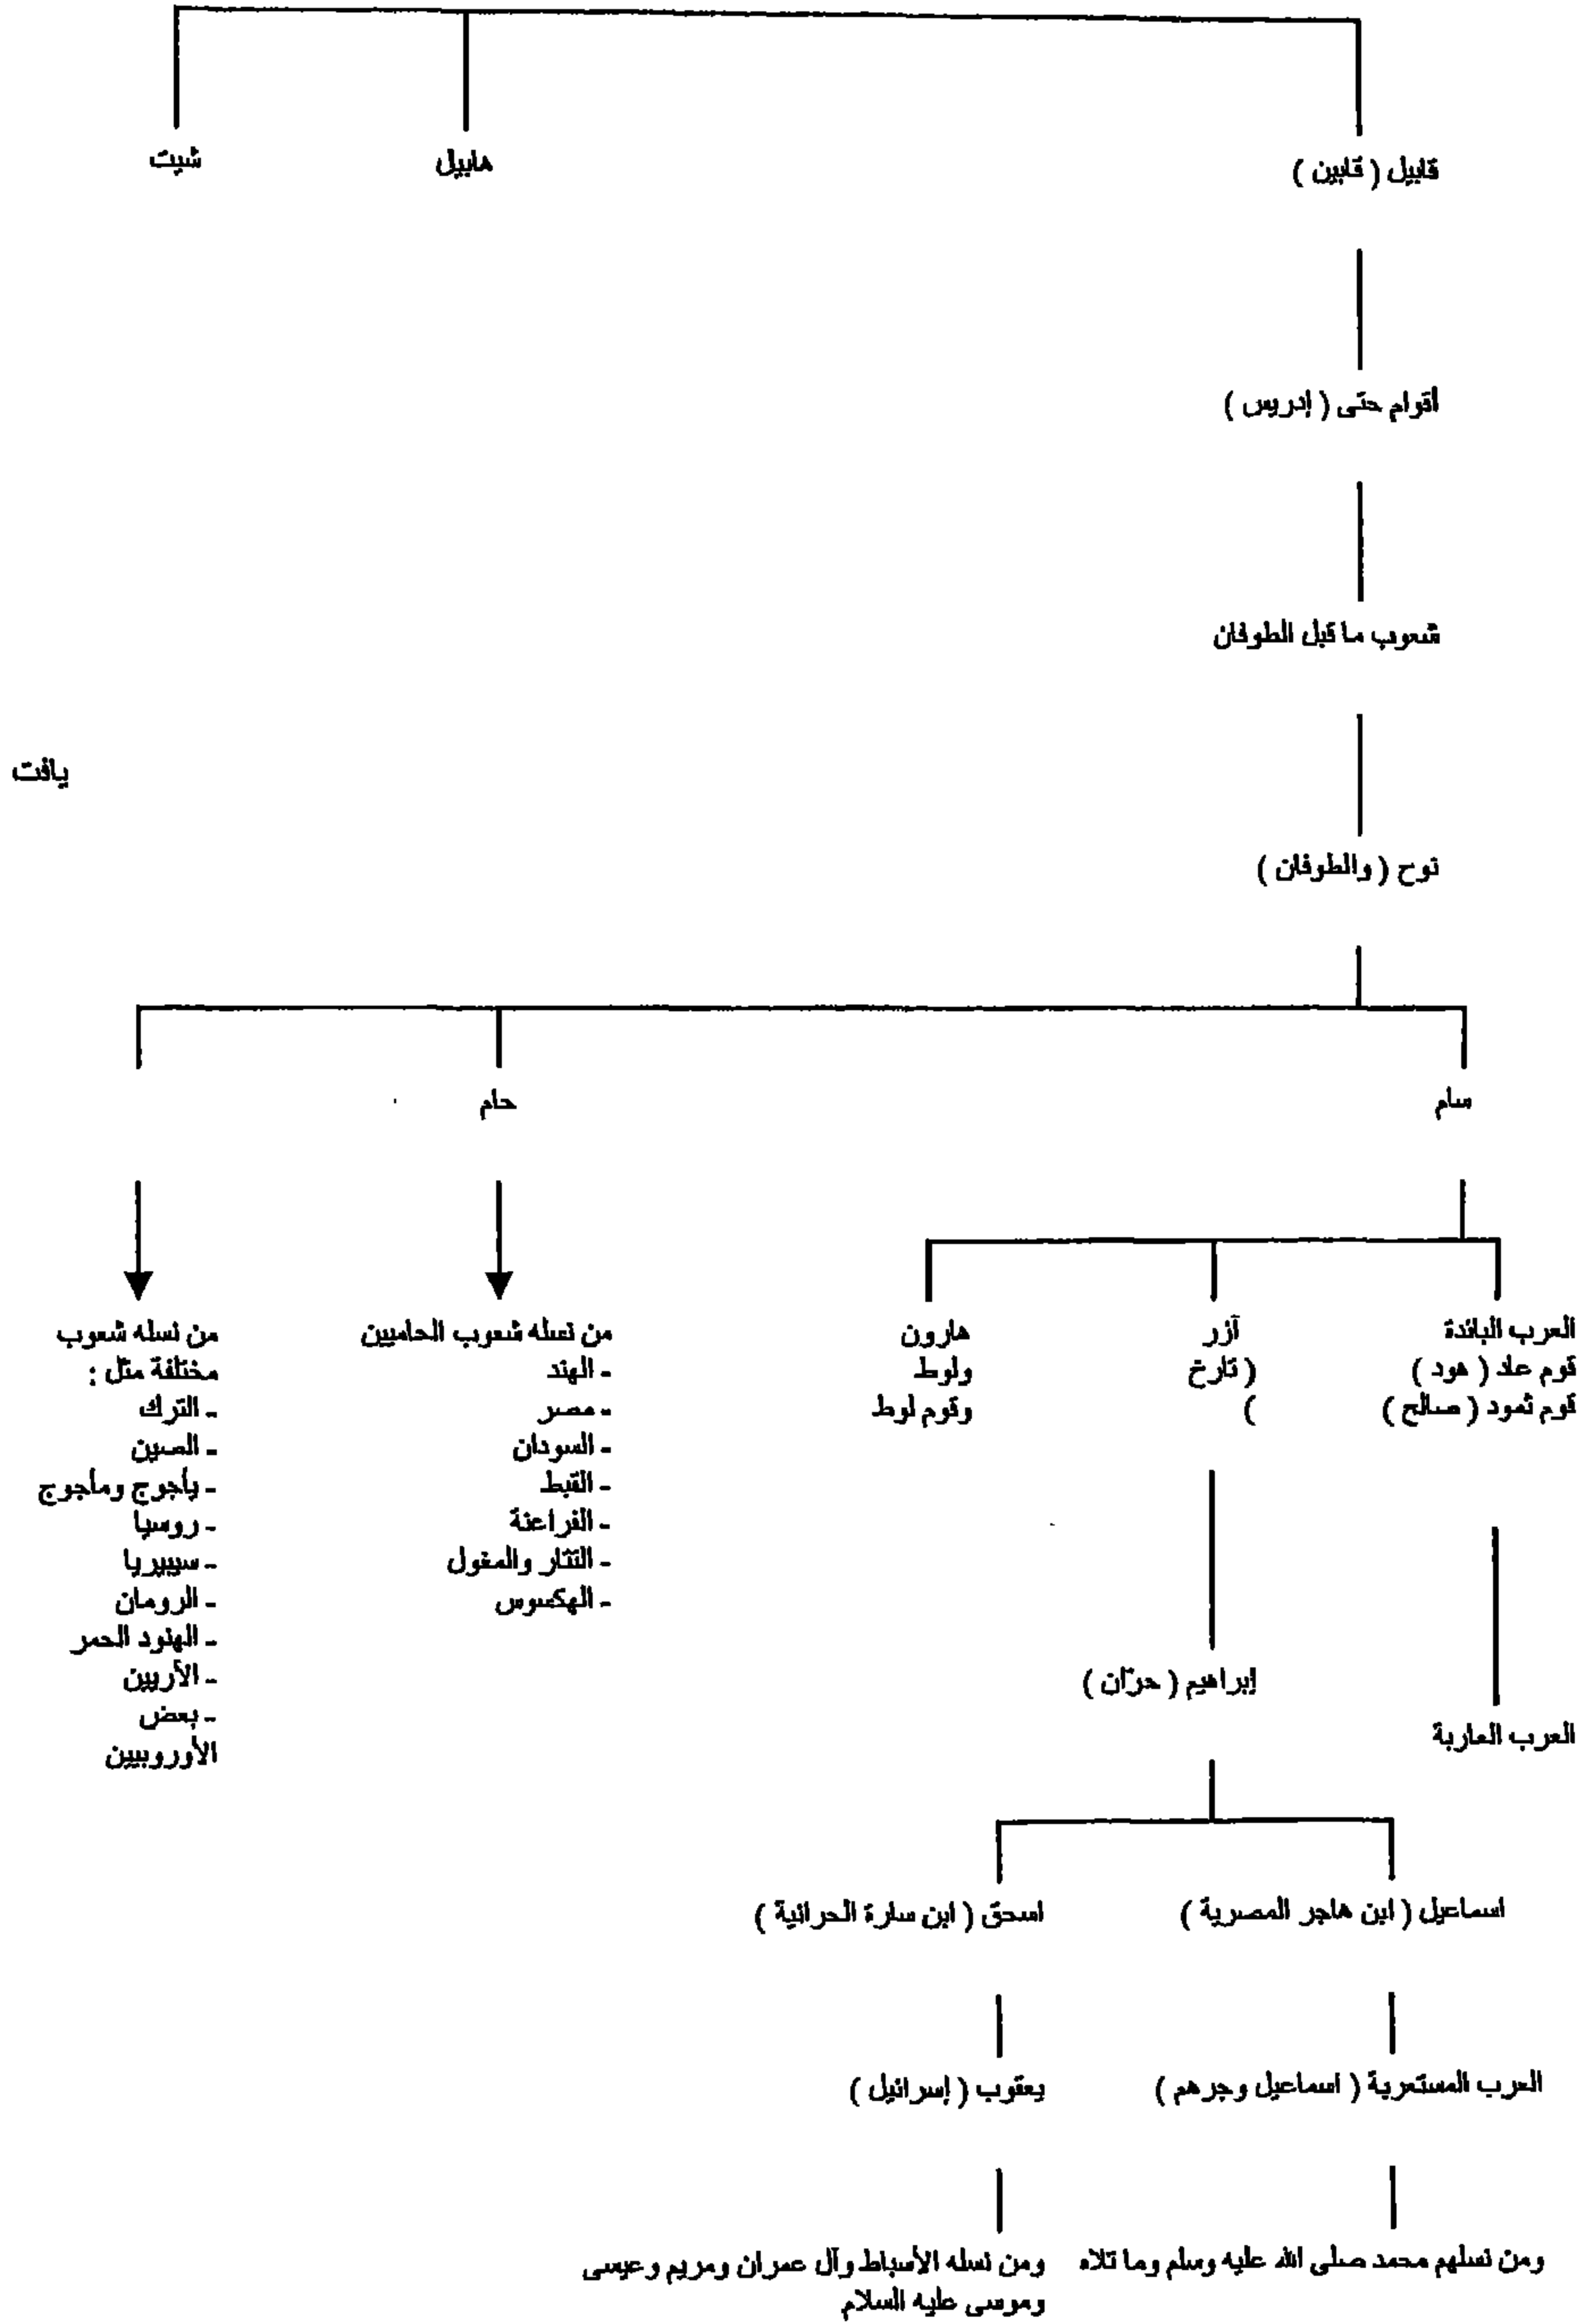 قابيل ( قابين )
هابيل
شيت
أقوام حتى ( إدريس )
شعوب ما قبل الطوفان
يافت
نوح ( والطوفان )
سام
حام
العرب البائدة
قوم عاد ( هود )
قوم ثمود ( صالح )
آزر
( تارخ
)
هارون
ولوط
وقوم لوط
من نسله شعوب الحاميين
- الهند
- مصر
- السودان
- القبط
- الفراعنة
- التتار والمغول
- الهكسوس
من نسله شعوب
مختلفة مثل :
- الترك
- الصين
- يأجوج ومأجوج
- روسيا
- سيبيريا
- الرومان
- الهنود الحمر
- الأريين
- بعض
الأوروبيين
إبراهيم ( حرّان )
العرب العاربة
اسماعيل ( ابن هاجر المصرية )
اسحق ( ابن سارة الحرانية )
العرب المستعربة ( اسماعيل وجرهم )
يعقوب ( إسرائيل )
ومن نسلهم محمد صلى الله عليه وسلم وما تلاه
ومن نسله الأسباط وآل عمران ومريم وعيسى
وموسى عليه السلام